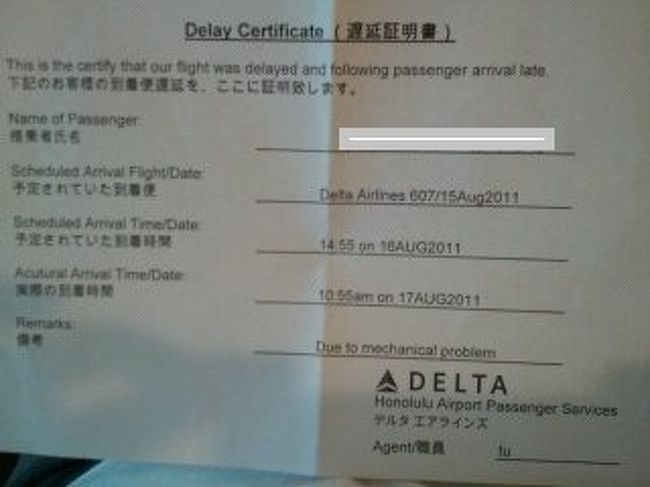 Delay Certificate （遅延証明書）
This is the certify that our flight was delayed and following passenger arrival late.
下記のお客様の到着便遅延を、ここに証明致します。
Name of Passenger:
搭乗者氏名
Scheduled Arrival Flight/Date:
予定されていた到着便
Delta Airlines 607/15Aug2011
Scheduled Arrival Time/Date:
予定されていた到着時間
14:55 on 16AUG2011
Acutural Arrival Time/Date:
実際の到着時間
10:55am on 17AUG2011
Remarks:
備考
Due to mechanical problem
DELTA
Honolulu Airport Passenger Services
デルタ エアラインズ
Agent/職員 tu